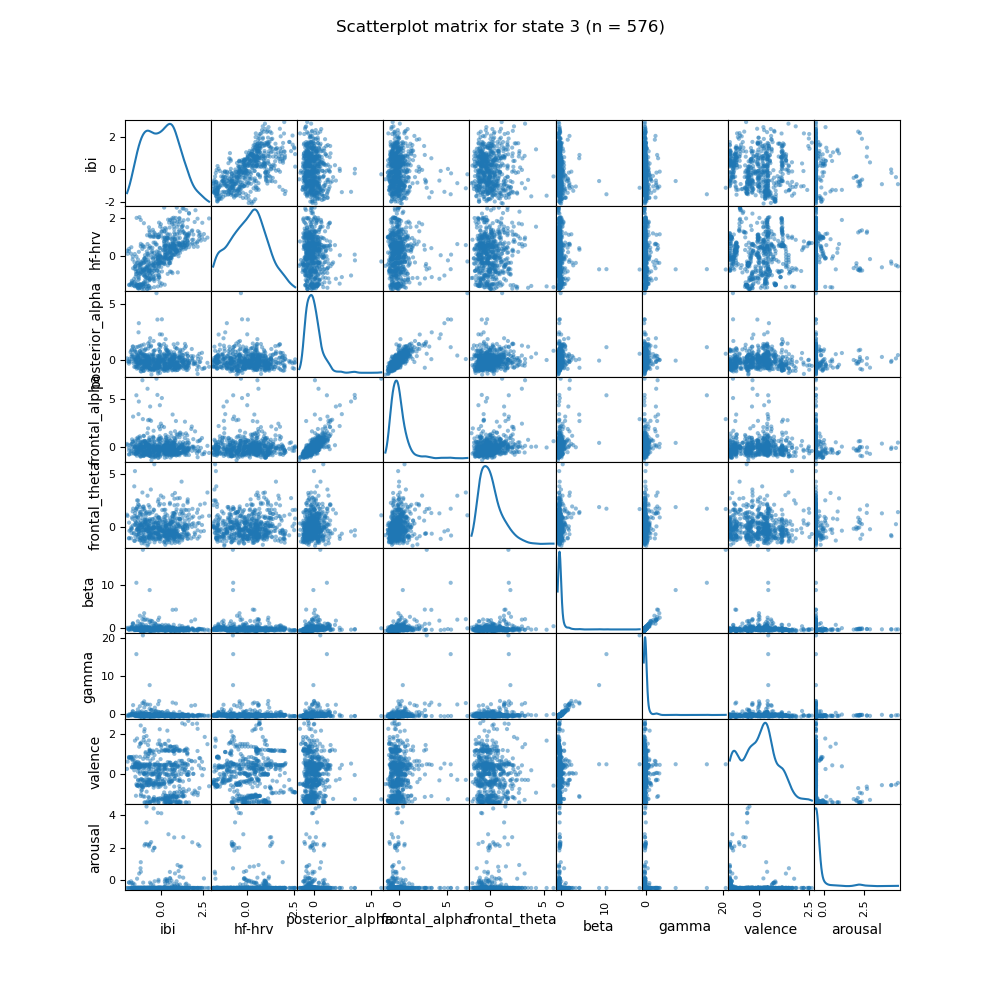 Scatterplot matrix for state 3 (n = 576)
ibi
2
0
-2
hf-hrv
2
0
posterior_alpha
5
0
frontal_alpha
5
0
frontal_theta
5
0
beta
10
0
gamma
20
10
0
valence
2
0
arousal
4
2
0
0.0 2.5 0.0 0 5 0 5 0 5 0 10 0 20 0.0 2.5 0.0 2.5
ibi hf-hrv posterior_alpha frontal_alpha frontal_theta beta gamma valence arousal